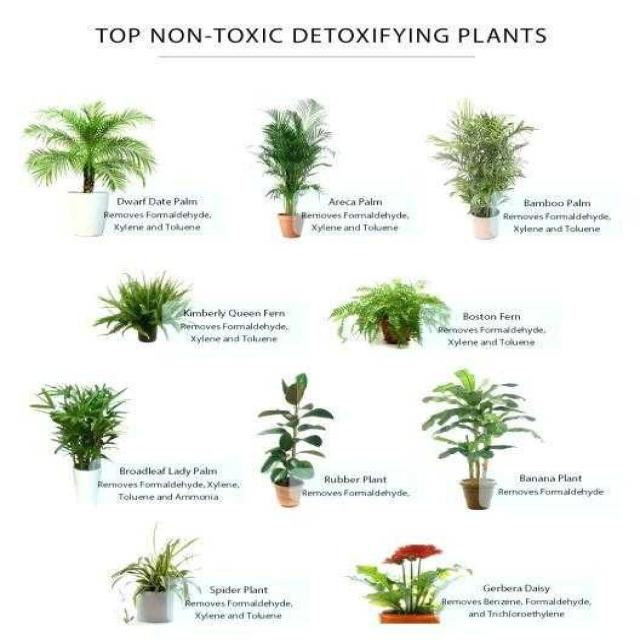 TOP NON-TOXIC DETOXIFYING PLANTS
Dwarf Date Palm
Removes Formaldehyde,
Xylene and Toluene
Areca Palm
Removes Formaldehyde,
Xylene and Toluene
Bamboo Palm
Removes Formaldehyde,
Xylene and Toluene
Kimberly Queen Fern
Removes Formaldehyde,
Xylene and Toluene
Boston Fern
Removes Formaldehyde,
Xylene and Toluene
Broadleaf Lady Palm
Removes Formaldehyde, Xylene,
Toluene and Ammonia
Rubber Plant
Removes Formaldehyde,
Banana Plant
Removes Formaldehyde
Spider Plant
Removes Formaldehyde,
Xylene and Toluene
Gerbera Daisy
Removes Benzene, Formaldehyde,
and Trichloroethylene